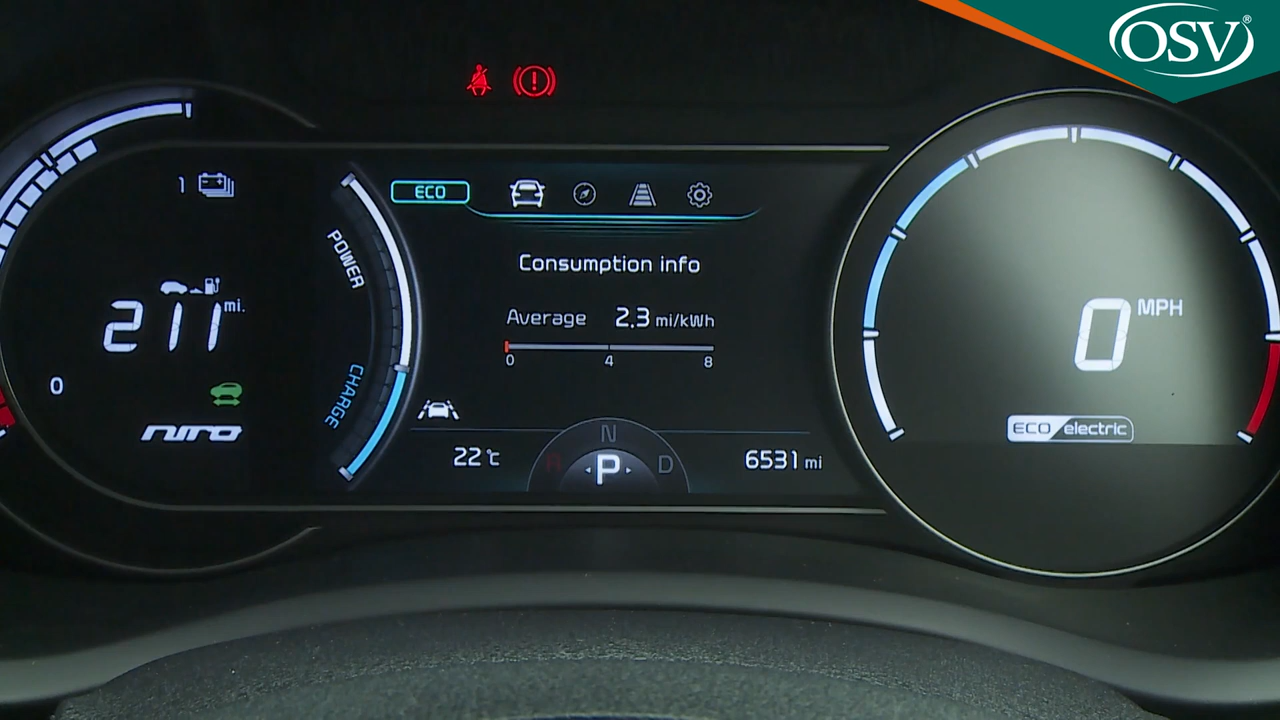 OSV®
1
ECO
POWER
Consumption info
211 mi.
Average 2.3 mi/kWh
0 4 8
0 MPH
0
CHARGE
niro
ECO electric
N
22℃
R P D
6531 mi